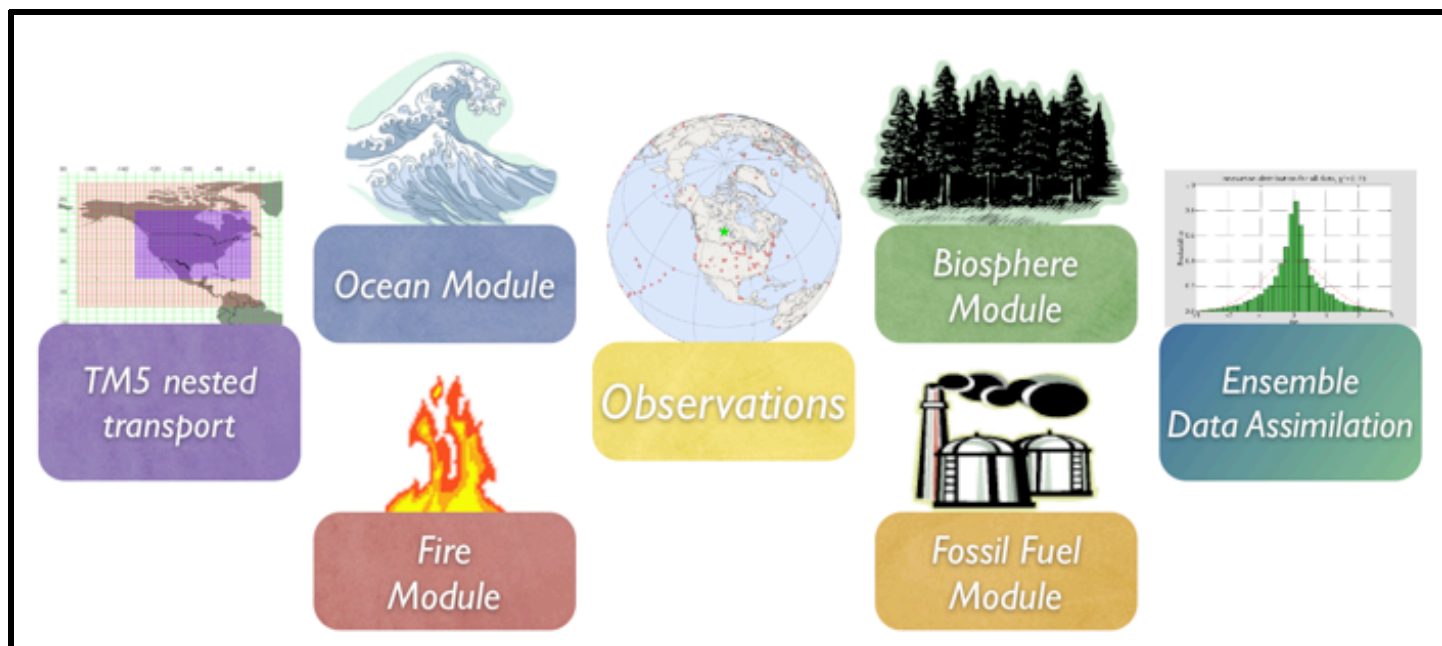 TM5 nested
transport
Ocean Module
Fire
Module
Observations
Biosphere
Module
Fossil Fuel
Module
Ensemble
Data Assimilation